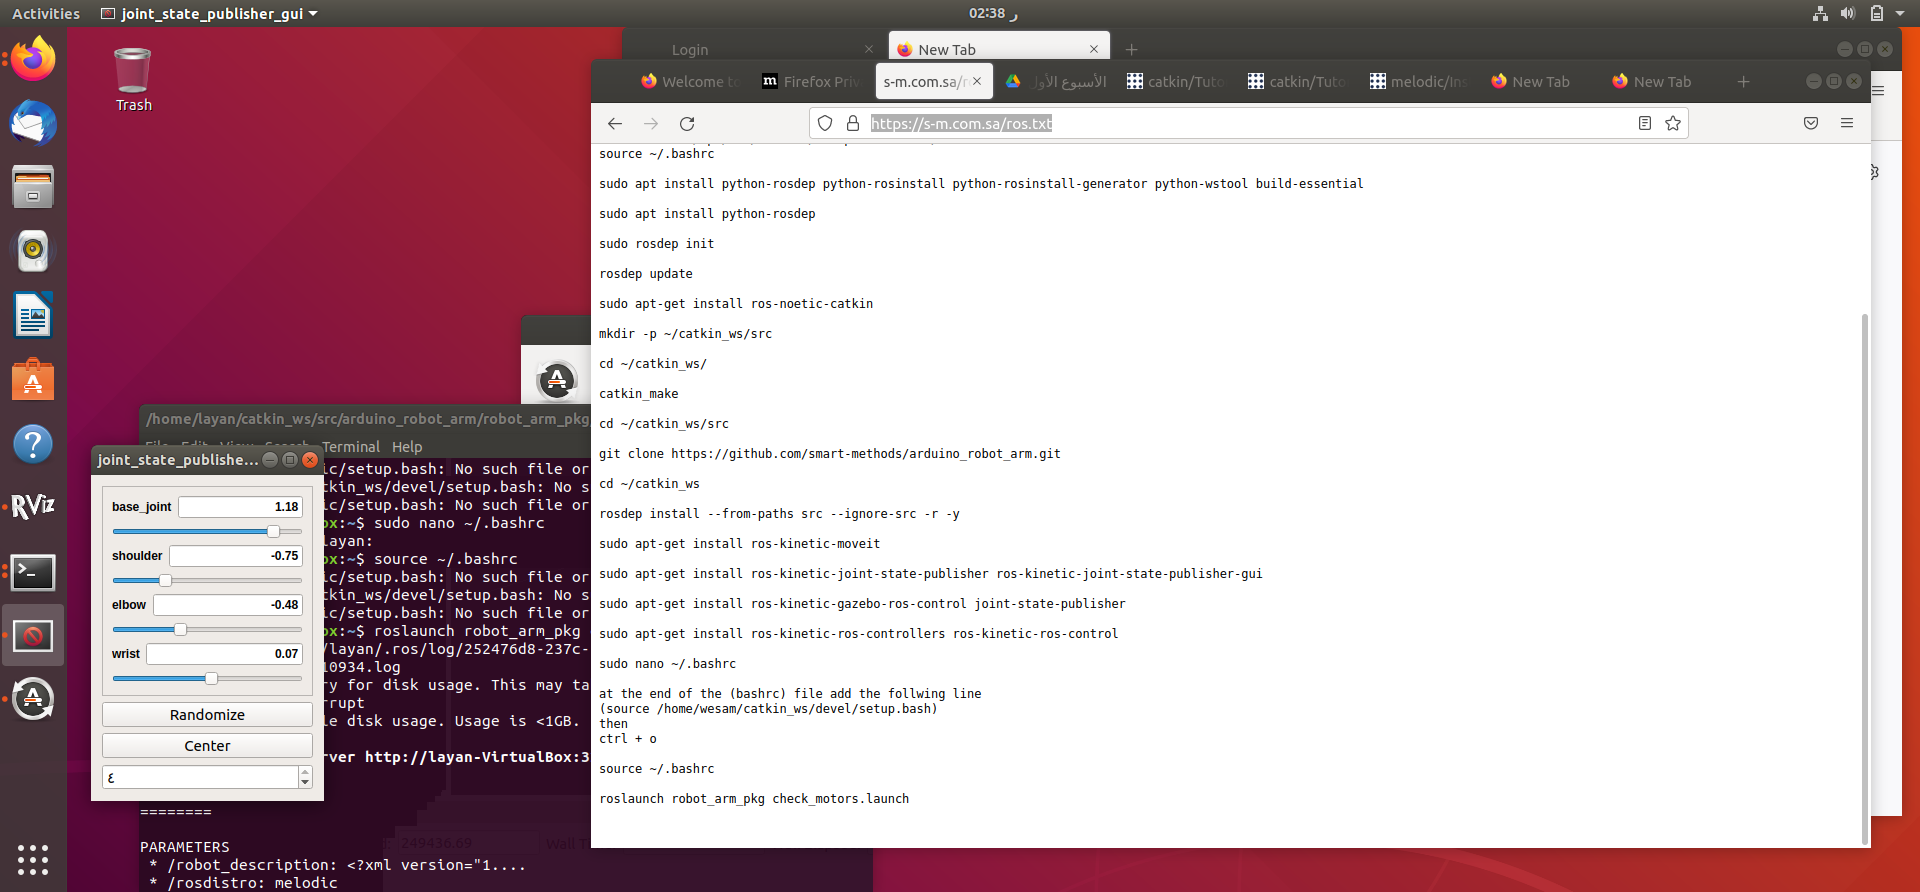 Activities
joint_state_publisher_gui
02:38 ر
Trash
Login
New Tab
Welcome to
Firefox Priv
s-m.com.sa/r
الأسبوع الأول
catkin/Tuto
catkin/Tuto
melodic/Ins
New Tab
New Tab
https://s-m.com.sa/ros.txt
source ~/.bashrc
sudo apt install python-rosdep python-rosinstall python-rosinstall-generator python-wstool build-essential
sudo apt install python-rosdep
sudo rosdep init
rosdep update
sudo apt-get install ros-noetic-catkin
mkdir -p ~/catkin_ws/src
cd ~/catkin_ws/
catkin_make
cd ~/catkin_ws/src
git clone https://github.com/smart-methods/arduino_robot_arm.git
cd ~/catkin_ws
rosdep install --from-paths src --ignore-src -r -y
sudo apt-get install ros-kinetic-moveit
sudo apt-get install ros-kinetic-joint-state-publisher ros-kinetic-joint-state-publisher-gui
sudo apt-get install ros-kinetic-gazebo-ros-control joint-state-publisher
sudo apt-get install ros-kinetic-ros-controllers ros-kinetic-ros-control
sudo nano ~/.bashrc
at the end of the (bashrc) file add the follwing line
(source /home/wesam/catkin_ws/devel/setup.bash)
then
ctrl + o
source ~/.bashrc
roslaunch robot_arm_pkg check_motors.launch
/home/layan/catkin_ws/src/arduino_robot_arm/robot_arm_pkg
File Edit View Search Terminal Help
ic/setup.bash: No such file or
tkin_ws/devel/setup.bash: No s
ic/setup.bash: No such file or
ox:~$ sudo nano ~/.bashrc
layan:
ox:~$ source ~/.bashrc
ic/setup.bash: No such file or
tkin_ws/devel/setup.bash: No s
ic/setup.bash: No such file or
ox:~$ roslaunch robot_arm_pkg
/layan/.ros/log/252476d8-237c-
10934.log
ry for disk usage. This may ta
rrupt
le disk usage. Usage is <1GB.
rver http://layan-VirtualBox:3
========
PARAMETERS
* /robot_description: <?xml version="1....
* /rosdistro: melodic
249436.69
Wall T
joint_state_publishe...
base_joint 1.18
shoulder -0.75
elbow -0.48
wrist 0.07
Randomize
Center
٤
RViz